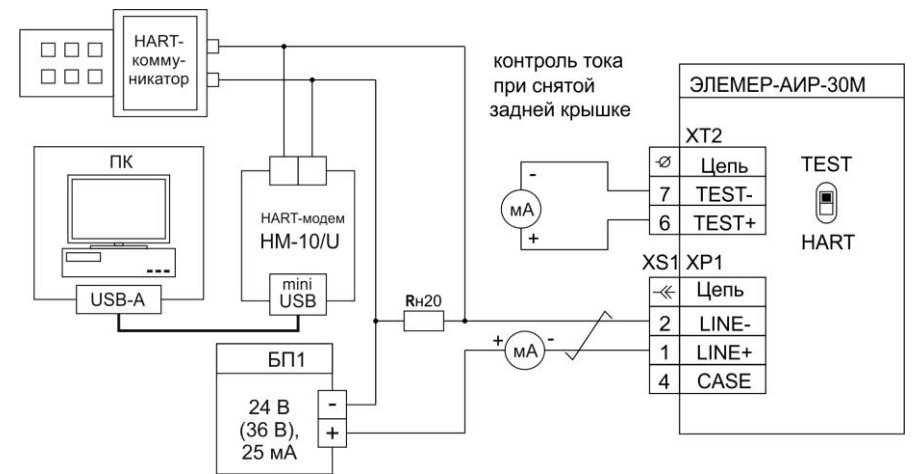 HART-
комму-
никатор
ПК
USB-A
HART-модем
HM-10/U
mini
USB
Rн20
БП1
24 В
(36 В),
25 мА
-
+
контроль тока
при снятой
задней крышке
-
мА
+
+ мА -
ЭЛЕМЕР-АИР-30М
XT2
Цепь
7 TEST-
6 TEST+
TEST
HART
XS1 XP1
Цепь
2 LINE-
1 LINE+
4 CASE